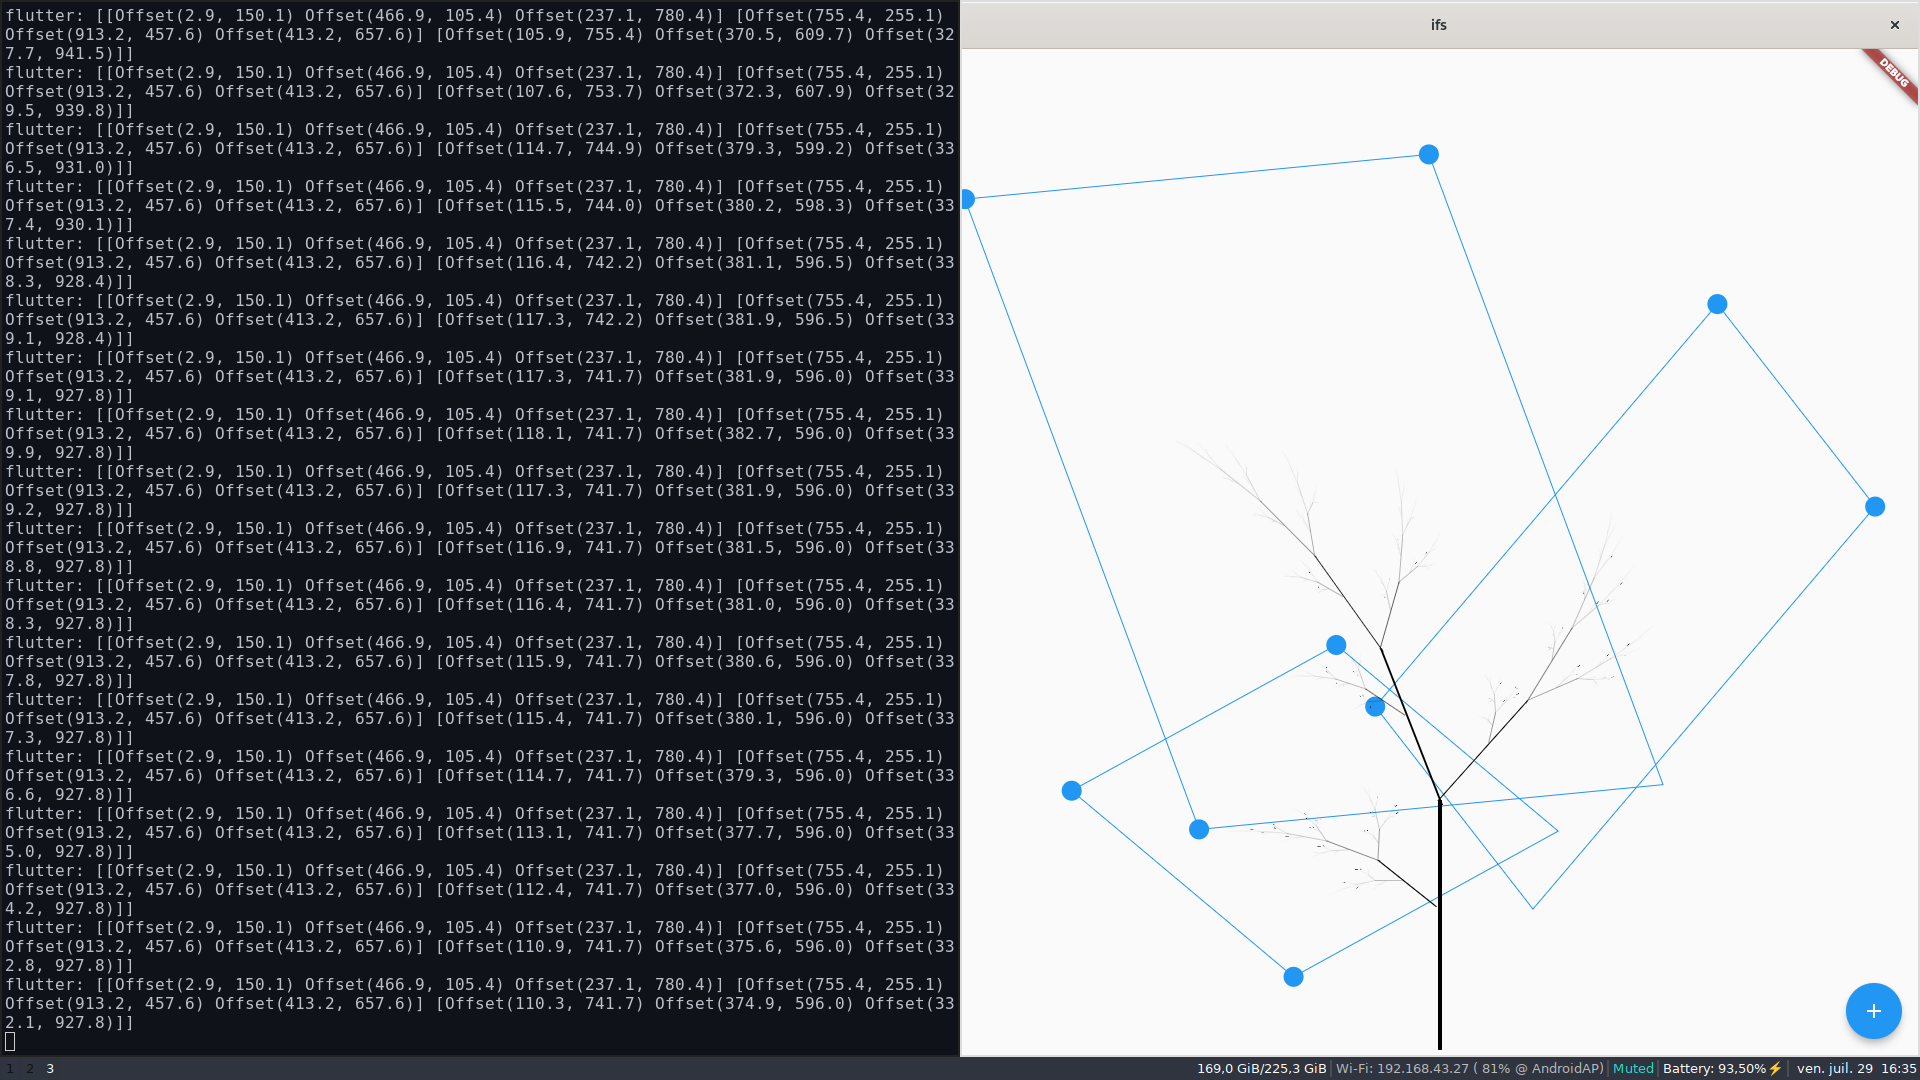 flutter: [[Offset(2.9, 150.1) Offset(466.9, 105.4) Offset(237.1, 780.4)] [Offset(755.4, 255.1)
Offset(913.2, 457.6) Offset(413.2, 657.6)] [Offset(105.9, 755.4) Offset(370.5, 609.7) Offset(32
7.7, 941.5)]]
flutter: [[Offset(2.9, 150.1) Offset(466.9, 105.4) Offset(237.1, 780.4)] [Offset(755.4, 255.1)
Offset(913.2, 457.6) Offset(413.2, 657.6)] [Offset(107.6, 753.7) Offset(372.3, 607.9) Offset(32
9.5, 939.8)]]
flutter: [[Offset(2.9, 150.1) Offset(466.9, 105.4) Offset(237.1, 780.4)] [Offset(755.4, 255.1)
Offset(913.2, 457.6) Offset(413.2, 657.6)] [Offset(114.7, 744.9) Offset(379.3, 599.2) Offset(33
6.5, 931.0)]]
flutter: [[Offset(2.9, 150.1) Offset(466.9, 105.4) Offset(237.1, 780.4)] [Offset(755.4, 255.1)
Offset(913.2, 457.6) Offset(413.2, 657.6)] [Offset(115.5, 744.0) Offset(380.2, 598.3) Offset(33
7.4, 930.1)]]
flutter: [[Offset(2.9, 150.1) Offset(466.9, 105.4) Offset(237.1, 780.4)] [Offset(755.4, 255.1)
Offset(913.2, 457.6) Offset(413.2, 657.6)] [Offset(116.4, 742.2) Offset(381.1, 596.5) Offset(33
8.3, 928.4)]]
flutter: [[Offset(2.9, 150.1) Offset(466.9, 105.4) Offset(237.1, 780.4)] [Offset(755.4, 255.1)
Offset(913.2, 457.6) Offset(413.2, 657.6)] [Offset(117.3, 742.2) Offset(381.9, 596.5) Offset(33
9.1, 928.4)]]
flutter: [[Offset(2.9, 150.1) Offset(466.9, 105.4) Offset(237.1, 780.4)] [Offset(755.4, 255.1)
Offset(913.2, 457.6) Offset(413.2, 657.6)] [Offset(117.3, 741.7) Offset(381.9, 596.0) Offset(33
9.1, 927.8)]]
flutter: [[Offset(2.9, 150.1) Offset(466.9, 105.4) Offset(237.1, 780.4)] [Offset(755.4, 255.1)
Offset(913.2, 457.6) Offset(413.2, 657.6)] [Offset(118.1, 741.7) Offset(382.7, 596.0) Offset(33
9.9, 927.8)]]
flutter: [[Offset(2.9, 150.1) Offset(466.9, 105.4) Offset(237.1, 780.4)] [Offset(755.4, 255.1)
Offset(913.2, 457.6) Offset(413.2, 657.6)] [Offset(117.3, 741.7) Offset(381.9, 596.0) Offset(33
9.2, 927.8)]]
flutter: [[Offset(2.9, 150.1) Offset(466.9, 105.4) Offset(237.1, 780.4)] [Offset(755.4, 255.1)
Offset(913.2, 457.6) Offset(413.2, 657.6)] [Offset(116.9, 741.7) Offset(381.5, 596.0) Offset(33
8.8, 927.8)]]
flutter: [[Offset(2.9, 150.1) Offset(466.9, 105.4) Offset(237.1, 780.4)] [Offset(755.4, 255.1)
Offset(913.2, 457.6) Offset(413.2, 657.6)] [Offset(116.4, 741.7) Offset(381.0, 596.0) Offset(33
8.3, 927.8)]]
flutter: [[Offset(2.9, 150.1) Offset(466.9, 105.4) Offset(237.1, 780.4)] [Offset(755.4, 255.1)
Offset(913.2, 457.6) Offset(413.2, 657.6)] [Offset(115.9, 741.7) Offset(380.6, 596.0) Offset(33
7.8, 927.8)]]
flutter: [[Offset(2.9, 150.1) Offset(466.9, 105.4) Offset(237.1, 780.4)] [Offset(755.4, 255.1)
Offset(913.2, 457.6) Offset(413.2, 657.6)] [Offset(115.4, 741.7) Offset(380.1, 596.0) Offset(33
7.3, 927.8)]]
flutter: [[Offset(2.9, 150.1) Offset(466.9, 105.4) Offset(237.1, 780.4)] [Offset(755.4, 255.1)
Offset(913.2, 457.6) Offset(413.2, 657.6)] [Offset(114.7, 741.7) Offset(379.3, 596.0) Offset(33
6.6, 927.8)]]
flutter: [[Offset(2.9, 150.1) Offset(466.9, 105.4) Offset(237.1, 780.4)] [Offset(755.4, 255.1)
Offset(913.2, 457.6) Offset(413.2, 657.6)] [Offset(113.1, 741.7) Offset(377.7, 596.0) Offset(33
5.0, 927.8)]]
flutter: [[Offset(2.9, 150.1) Offset(466.9, 105.4) Offset(237.1, 780.4)] [Offset(755.4, 255.1)
Offset(913.2, 457.6) Offset(413.2, 657.6)] [Offset(112.4, 741.7) Offset(377.0, 596.0) Offset(33
4.2, 927.8)]]
flutter: [[Offset(2.9, 150.1) Offset(466.9, 105.4) Offset(237.1, 780.4)] [Offset(755.4, 255.1)
Offset(913.2, 457.6) Offset(413.2, 657.6)] [Offset(110.9, 741.7) Offset(375.6, 596.0) Offset(33
2.8, 927.8)]]
flutter: [[Offset(2.9, 150.1) Offset(466.9, 105.4) Offset(237.1, 780.4)] [Offset(755.4, 255.1)
Offset(913.2, 457.6) Offset(413.2, 657.6)] [Offset(110.3, 741.7) Offset(374.9, 596.0) Offset(33
2.1, 927.8)]]
ifs
DEBUG
1 2 3
169,0 GiB/225,3 GiB | Wi-Fi: 192.168.43.27 ( 81% @ AndroidAP) | Muted | Battery: 93,50%⚡ | ven. juil. 29 16:35